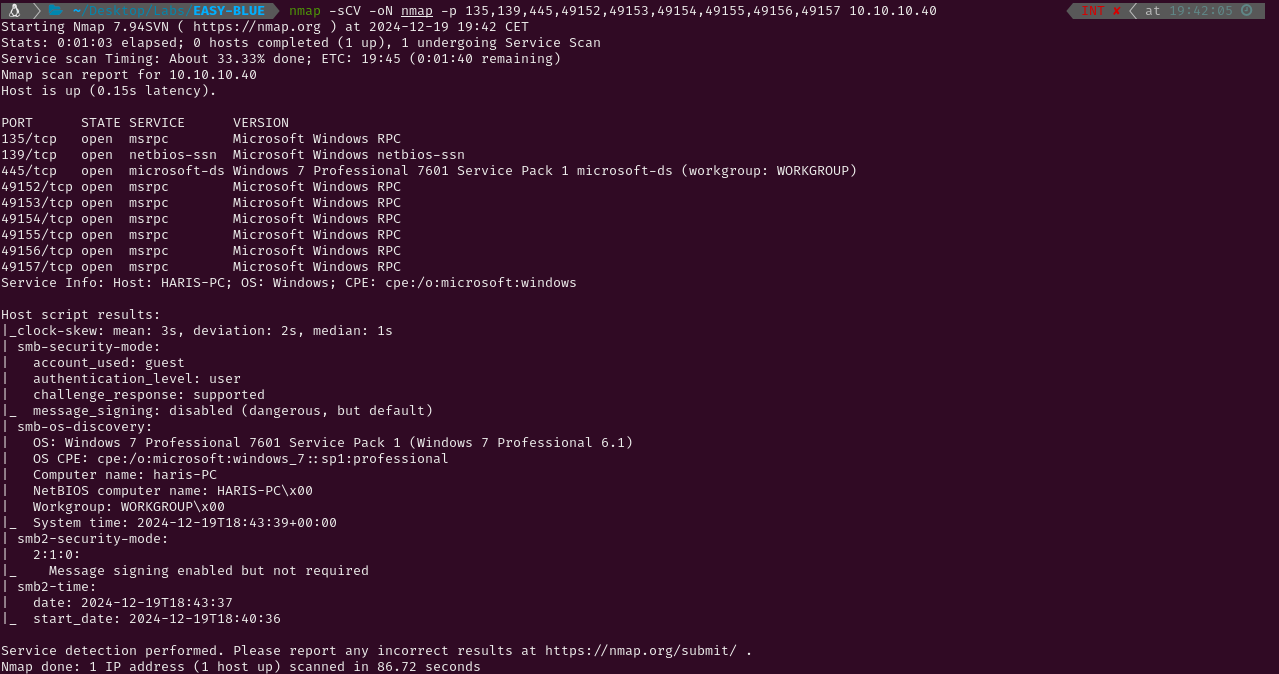 ~/Desktop/Labs/EASY-BLUE nmap -sCV -oN nmap -p 135,139,445,49152,49153,49154,49155,49156,49157 10.10.10.40 INT ✘ at 19:42:05
Starting Nmap 7.94SVN ( https://nmap.org ) at 2024-12-19 19:42 CET
Stats: 0:01:03 elapsed; 0 hosts completed (1 up), 1 undergoing Service Scan
Service scan Timing: About 33.33% done; ETC: 19:45 (0:01:40 remaining)
Nmap scan report for 10.10.10.40
Host is up (0.15s latency).
PORT      STATE SERVICE      VERSION
135/tcp   open  msrpc        Microsoft Windows RPC
139/tcp   open  netbios-ssn  Microsoft Windows netbios-ssn
445/tcp   open  microsoft-ds Windows 7 Professional 7601 Service Pack 1 microsoft-ds (workgroup: WORKGROUP)
49152/tcp open  msrpc        Microsoft Windows RPC
49153/tcp open  msrpc        Microsoft Windows RPC
49154/tcp open  msrpc        Microsoft Windows RPC
49155/tcp open  msrpc        Microsoft Windows RPC
49156/tcp open  msrpc        Microsoft Windows RPC
49157/tcp open  msrpc        Microsoft Windows RPC
Service Info: Host: HARIS-PC; OS: Windows; CPE: cpe:/o:microsoft:windows
Host script results:
|_clock-skew: mean: 3s, deviation: 2s, median: 1s
| smb-security-mode:
|   account_used: guest
|   authentication_level: user
|   challenge_response: supported
|_  message_signing: disabled (dangerous, but default)
| smb-os-discovery:
|   OS: Windows 7 Professional 7601 Service Pack 1 (Windows 7 Professional 6.1)
|   OS CPE: cpe:/o:microsoft:windows_7::sp1:professional
|   Computer name: haris-PC
|   NetBIOS computer name: HARIS-PC\x00
|   Workgroup: WORKGROUP\x00
|_  System time: 2024-12-19T18:43:39+00:00
| smb2-security-mode:
|   2:1:0:
|_    Message signing enabled but not required
| smb2-time:
|   date: 2024-12-19T18:43:37
|_  start_date: 2024-12-19T18:40:36
Service detection performed. Please report any incorrect results at https://nmap.org/submit/ .
Nmap done: 1 IP address (1 host up) scanned in 86.72 seconds